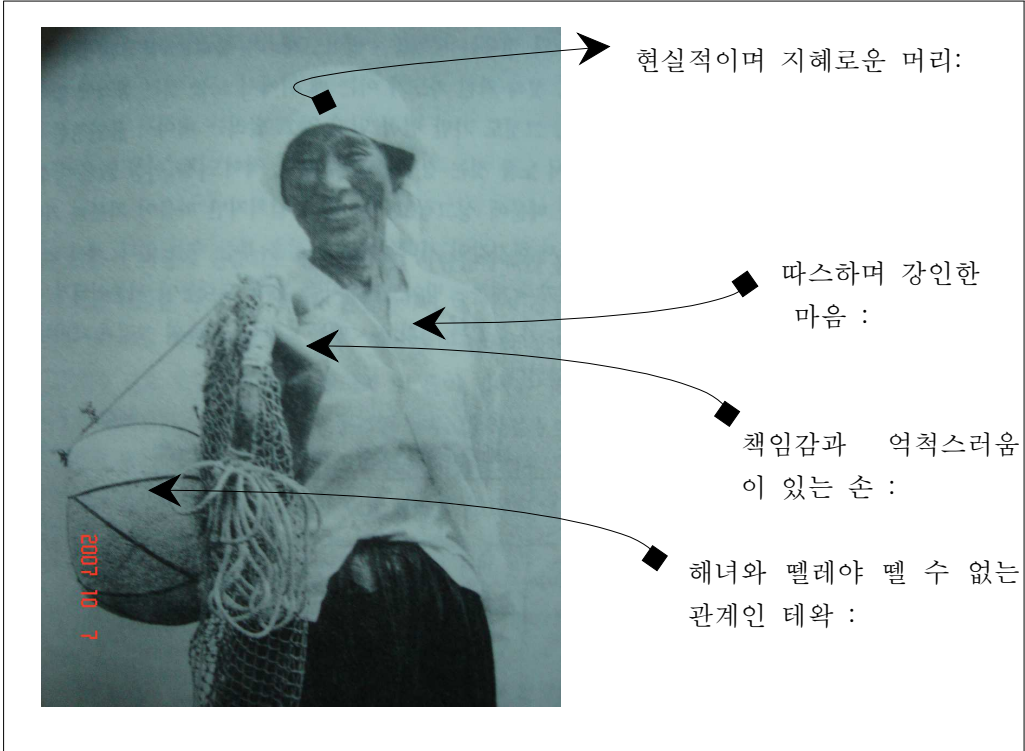 현실적이며 지혜로운 머리:
따스하며 강인한
마음 :
책임감과 억척스러움
이 있는 손 :
해녀와 뗄레야 뗄 수 없는
관계인 테왁 :
2007 10 7